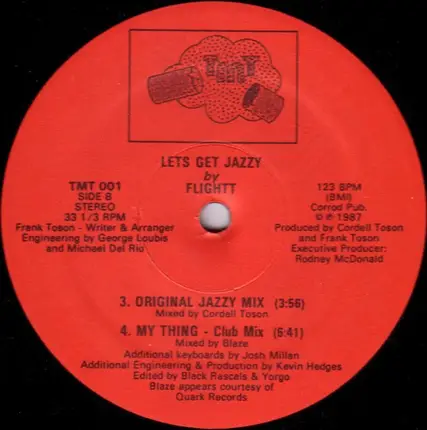 TNT
LETS GET JAZZY
by
FLIGHTT
TMT 001
SIDE B
STEREO
33 1/3 RPM
Frank Toson - Writer & Arranger
Engineering by George Loubis
and Michael Del Rio
123 BPM
(BMI)
Corrod Pub.
© ℗ 1987
Produced by Cordell Toson
and Frank Toson
Executive Producer:
Rodney McDonald
3. ORIGINAL JAZZY MIX (3:56)
Mixed by Cordell Toson
4. MY THING - Club Mix (6:41)
Mixed by Blaze
Additional keyboards by Josh Millan
Additional Engineering & Production by Kevin Hedges
Edited by Black Rascals & Yorgo
Blaze appears courtesy of
Quark Records